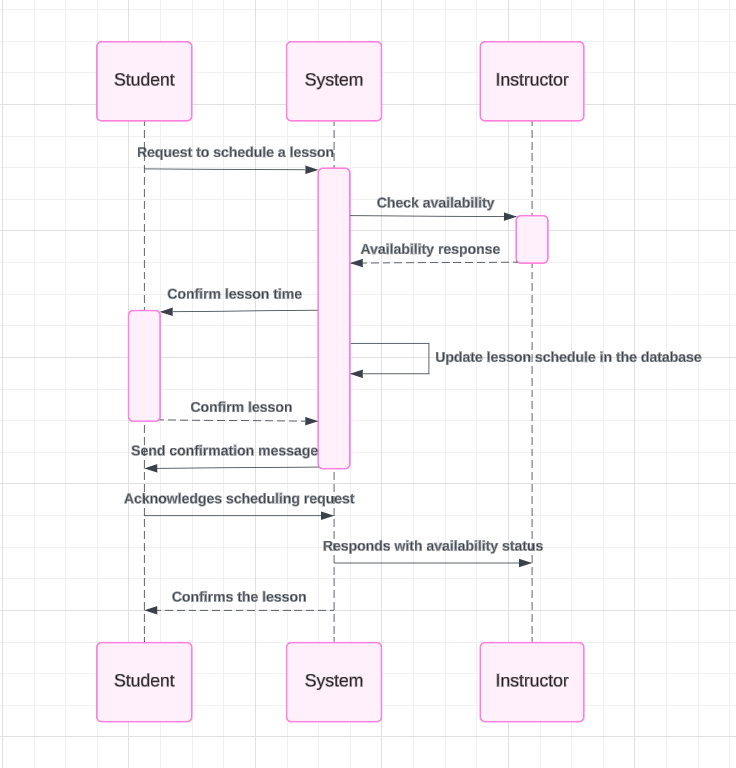 Student
System
Instructor
Request to schedule a lesson
Check availability
Availability response
Confirm lesson time
Update lesson schedule in the database
Confirm lesson
Send confirmation message
Acknowledges scheduling request
Responds with availability status
Confirms the lesson
Student
System
Instructor